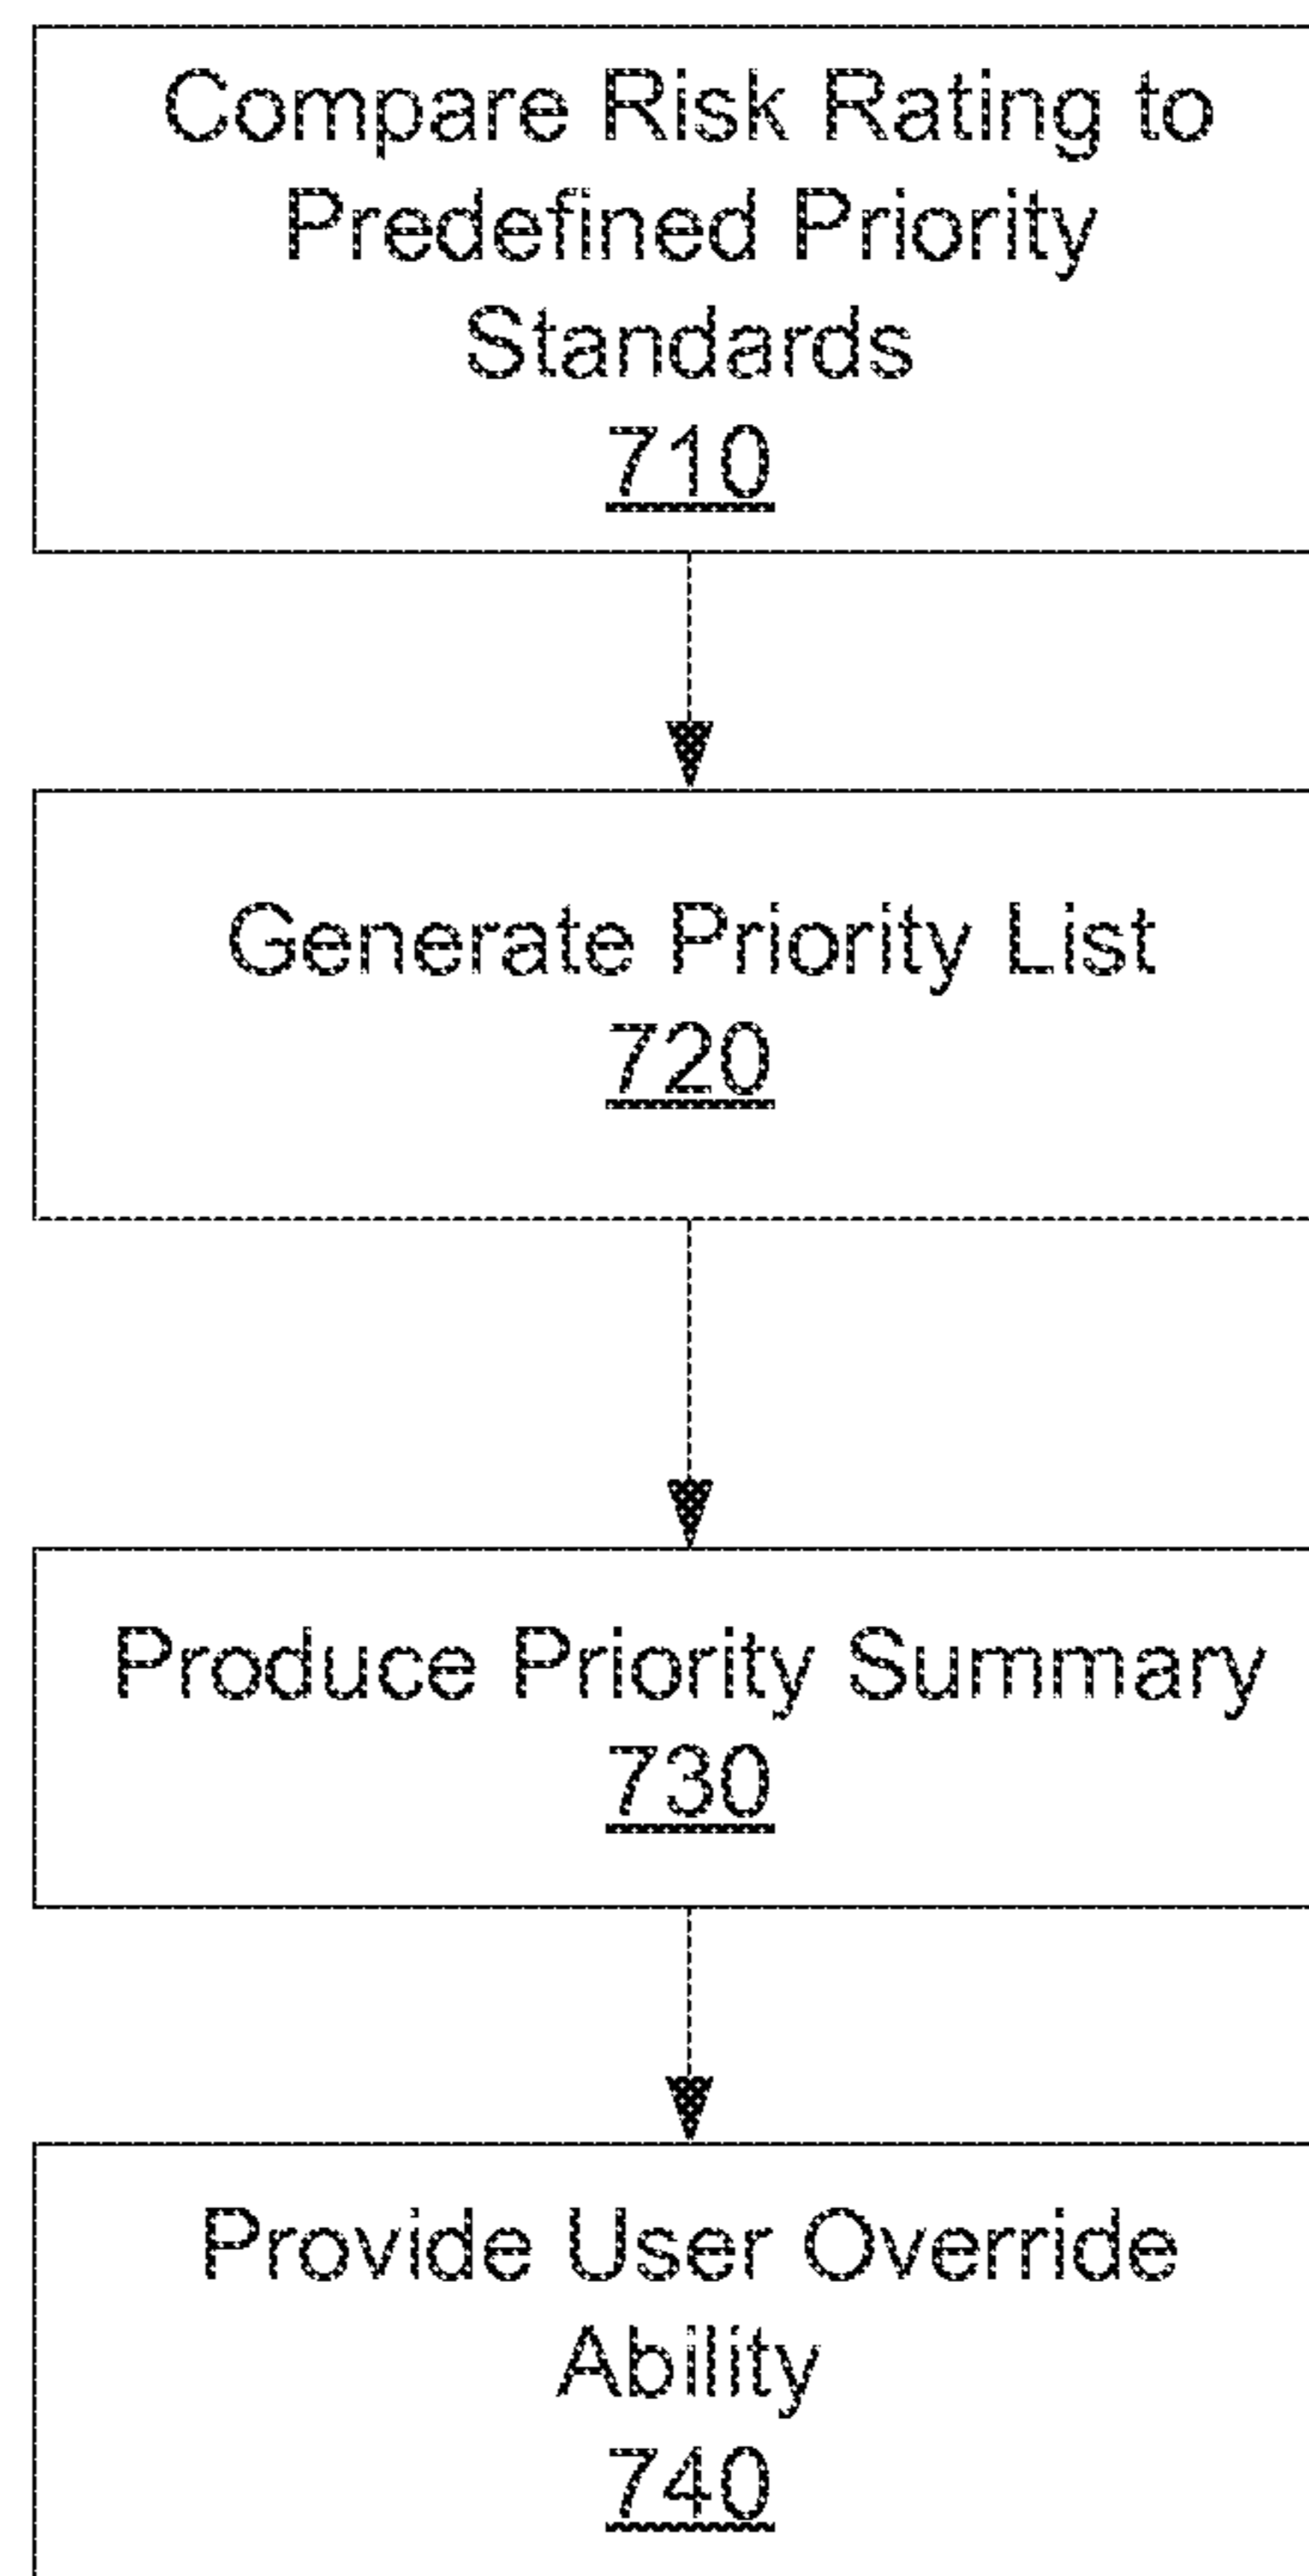 Compare Risk Rating to
Predefined Priority
Standards
710
Generate Priority List
720
Produce Priority Summary
730
Provide User Override
Ability
740